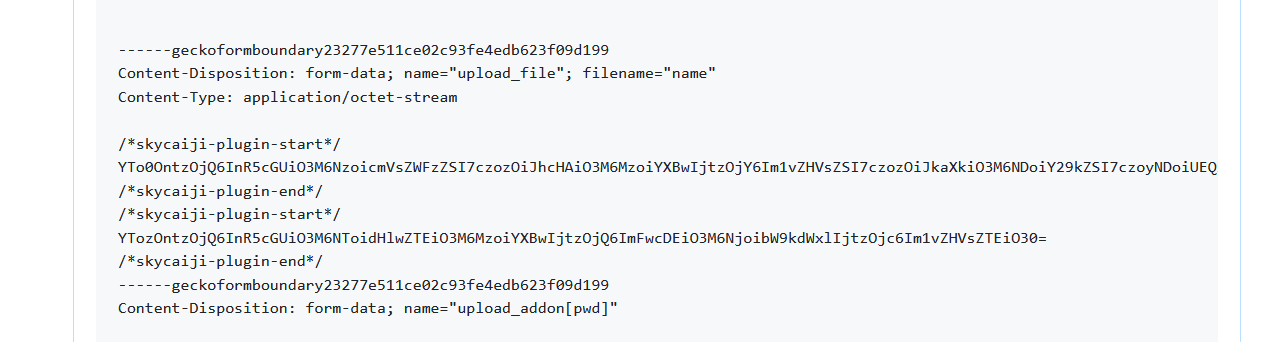 ------geckoformboundary23277e511ce02c93fe4edb623f09d199
Content-Disposition: form-data; name="upload_file"; filename="name"
Content-Type: application/octet-stream
/*skycaiji-plugin-start*/
YTo0OntzOjQ6InR5cGUiO3M6NzoicmVsZWFzZSI7czozOiJhcHAiO3M6MzoiYXBwIjtzOjY6Im1vZHVsZSI7czozOiJkaXkiO3M6NDoiY29kZSI7czoyNDoiUEQ
/*skycaiji-plugin-end*/
/*skycaiji-plugin-start*/
YTozOntzOjQ6InR5cGUiO3M6NToidHlwZTEiO3M6MzoiYXBwIjtzOjQ6ImFwcDEiO3M6NjoibW9kdWxlIjtzOjc6Im1vZHVsZTEiO30=
/*skycaiji-plugin-end*/
------geckoformboundary23277e511ce02c93fe4edb623f09d199
Content-Disposition: form-data; name="upload_addon[pwd]"